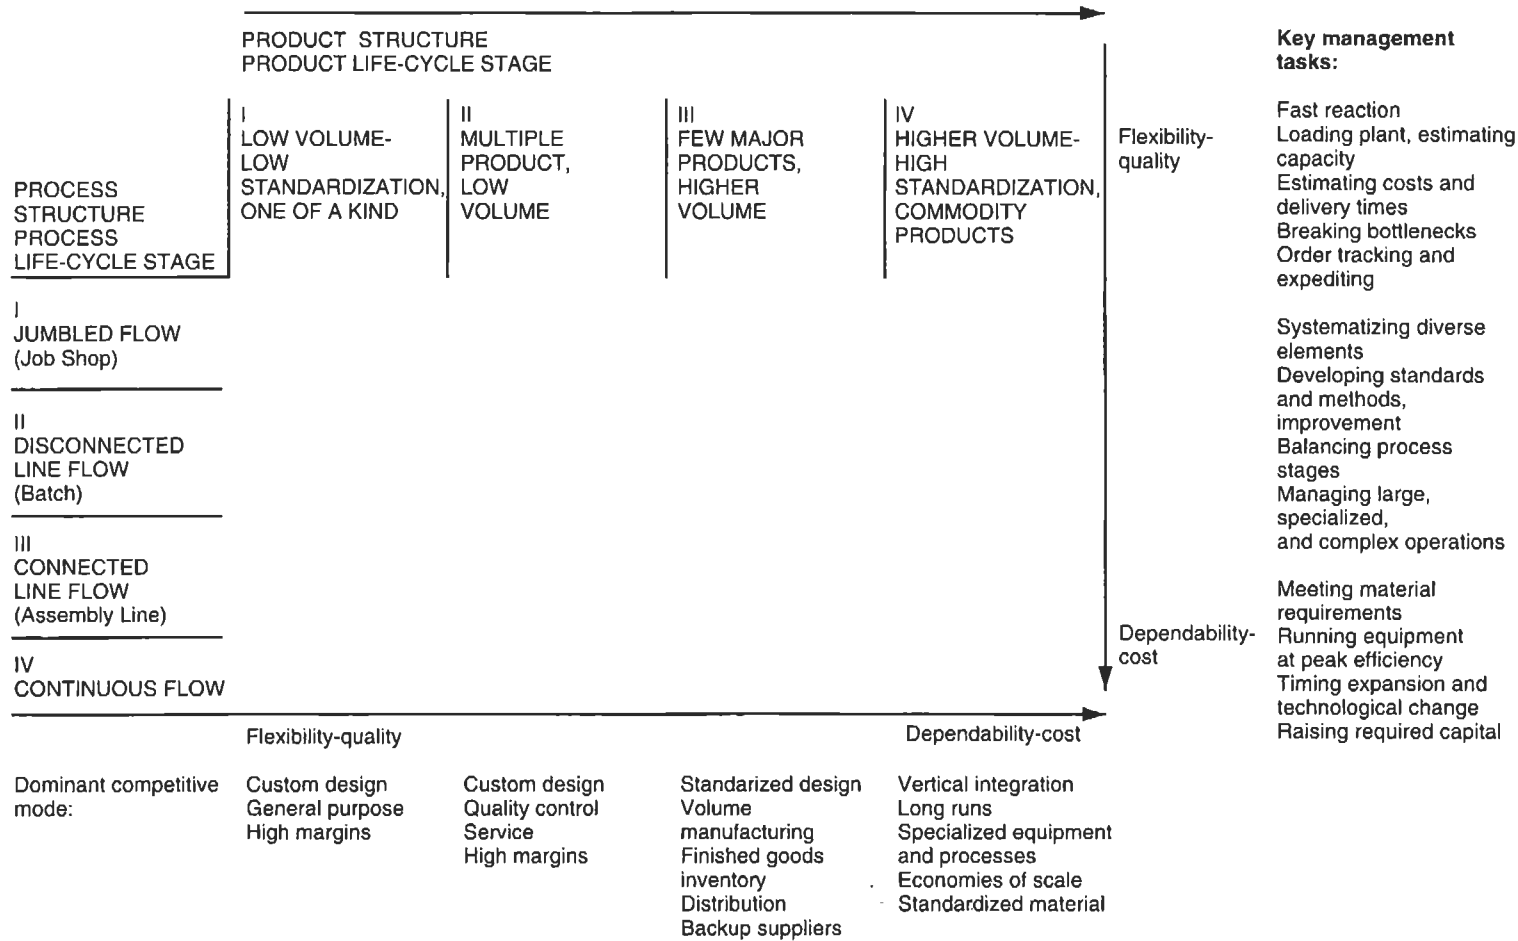 PRODUCT STRUCTURE
PRODUCT LIFE-CYCLE STAGE
Key management
tasks:
I
LOW VOLUME-
LOW
STANDARDIZATION,
ONE OF A KIND
II
MULTIPLE
PRODUCT,
LOW
VOLUME
III
FEW MAJOR
PRODUCTS,
HIGHER
VOLUME
IV
HIGHER VOLUME-
HIGH
STANDARDIZATION,
COMMODITY
PRODUCTS
Flexibility-
quality
Fast reaction
Loading plant, estimating
capacity
Estimating costs and
delivery times
Breaking bottlenecks
Order tracking and
expediting
PROCESS
STRUCTURE
PROCESS
LIFE-CYCLE STAGE
I
JUMBLED FLOW
(Job Shop)
II
DISCONNECTED
LINE FLOW
(Batch)
III
CONNECTED
LINE FLOW
(Assembly Line)
IV
CONTINUOUS FLOW
Systematizing diverse
elements
Developing standards
and methods,
improvement
Balancing process
stages
Managing large,
specialized,
and complex operations
Dependability-
cost
Meeting material
requirements
Running equipment
at peak efficiency
Timing expansion and
technological change
Raising required capital
Flexibility-quality
Dependability-cost
Dominant competitive
mode:
Custom design
General purpose
High margins
Custom design
Quality control
Service
High margins
Standarized design
Volume
manufacturing
Finished goods
inventory
Distribution
Backup suppliers
Vertical integration
Long runs
Specialized equipment
and processes
Economies of scale
Standardized material